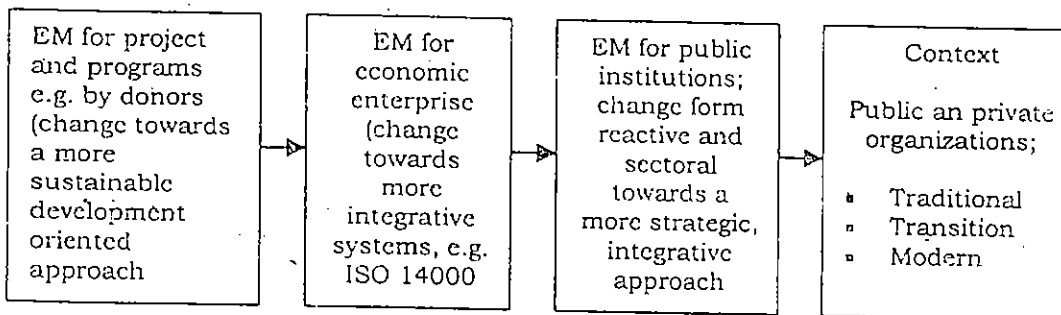 EM for project
and programs
e.g. by donors
(change towards
a more
sustainable
development
oriented
approach
EM for
economic
enterprise
(change
towards
more
integrative
systems, e.g.
ISO 14000
EM for public
institutions;
change form
reactive and
sectoral
towards a
more strategic,
integrative
approach
Context
Public an private
organizations;
▪ Traditional
▫ Transition
▫ Modern